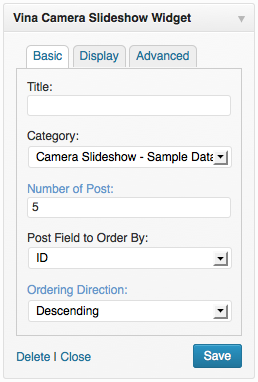 Vina Camera Slideshow Widget
Basic Display Advanced
Title:
Category:
Camera Slideshow - Sample Data
Number of Post:
5
Post Field to Order By:
ID
Ordering Direction:
Descending
Delete | Close Save